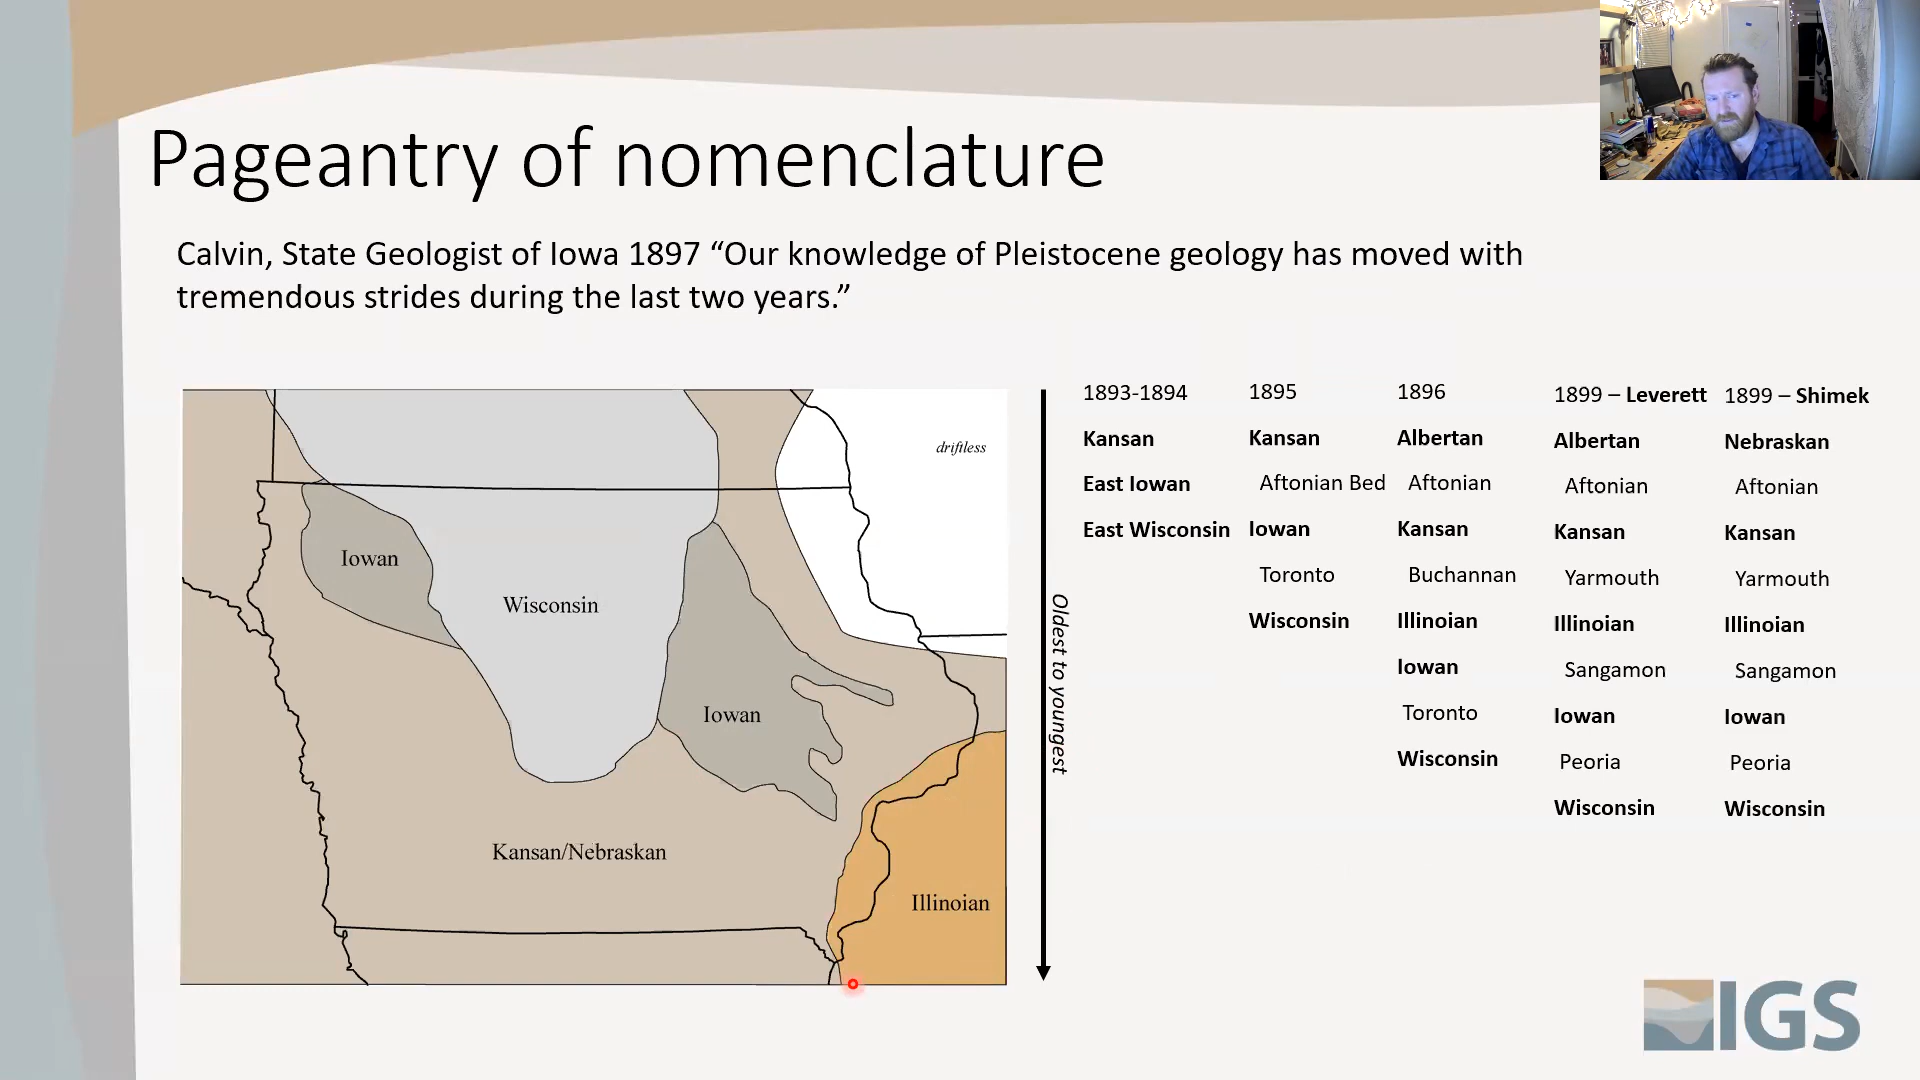 Pageantry of nomenclature
Calvin, State Geologist of Iowa 1897 “Our knowledge of Pleistocene geology has moved with
tremendous strides during the last two years.”
driftless
Iowan
Wisconsin
Iowan
Kansan/Nebraskan
Illinoian
Oldest to youngest
1893-1894
Kansan
East Iowan
East Wisconsin
1895
Kansan
Aftonian Bed
Iowan
Toronto
Wisconsin
1896
Albertan
Aftonian
Kansan
Buchannan
Illinoian
Iowan
Toronto
Wisconsin
1899 – Leverett
Albertan
Aftonian
Kansan
Yarmouth
Illinoian
Sangamon
Iowan
Peoria
Wisconsin
1899 – Shimek
Nebraskan
Aftonian
Kansan
Yarmouth
Illinoian
Sangamon
Iowan
Peoria
Wisconsin
IGS